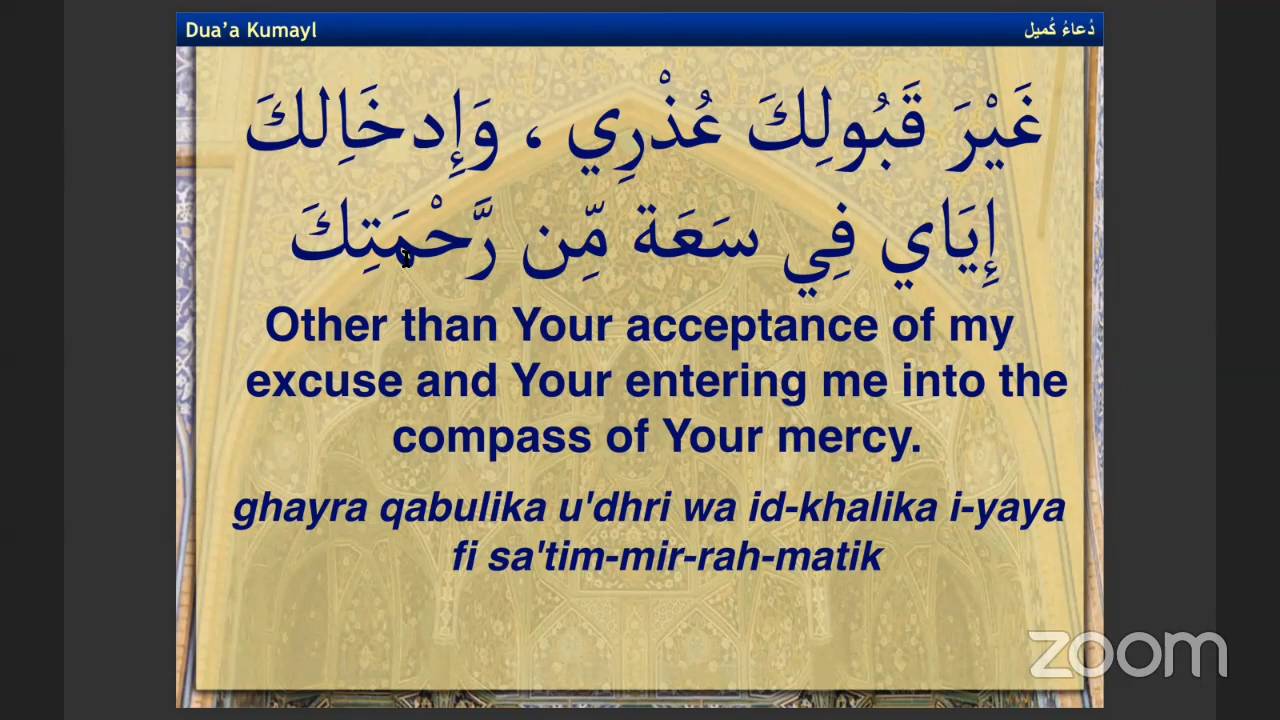 Dua’a Kumayl
دُعاءُ كُميل
غَيْرَ قَبُولِكَ عُذْرِي ، وَإِدخَاِلكَ
إِيَاي فِي سَعَة مِّن رَّحْمَتِكَ
Other than Your acceptance of my
excuse and Your entering me into the
compass of Your mercy.
ghayra qabulika u'dhri wa id-khalika i-yaya
fi sa'tim-mir-rah-matik
zoom